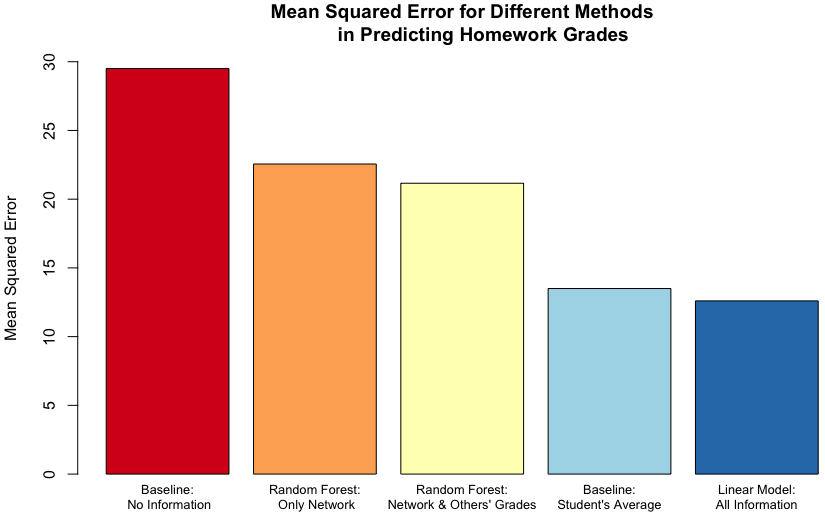 Mean Squared Error for Different Methods
in Predicting Homework Grades
Mean Squared Error
30
25
20
15
10
5
0
Baseline:
No Information
Random Forest:
Only Network
Random Forest:
Network & Others' Grades
Baseline:
Student's Average
Linear Model:
All Information